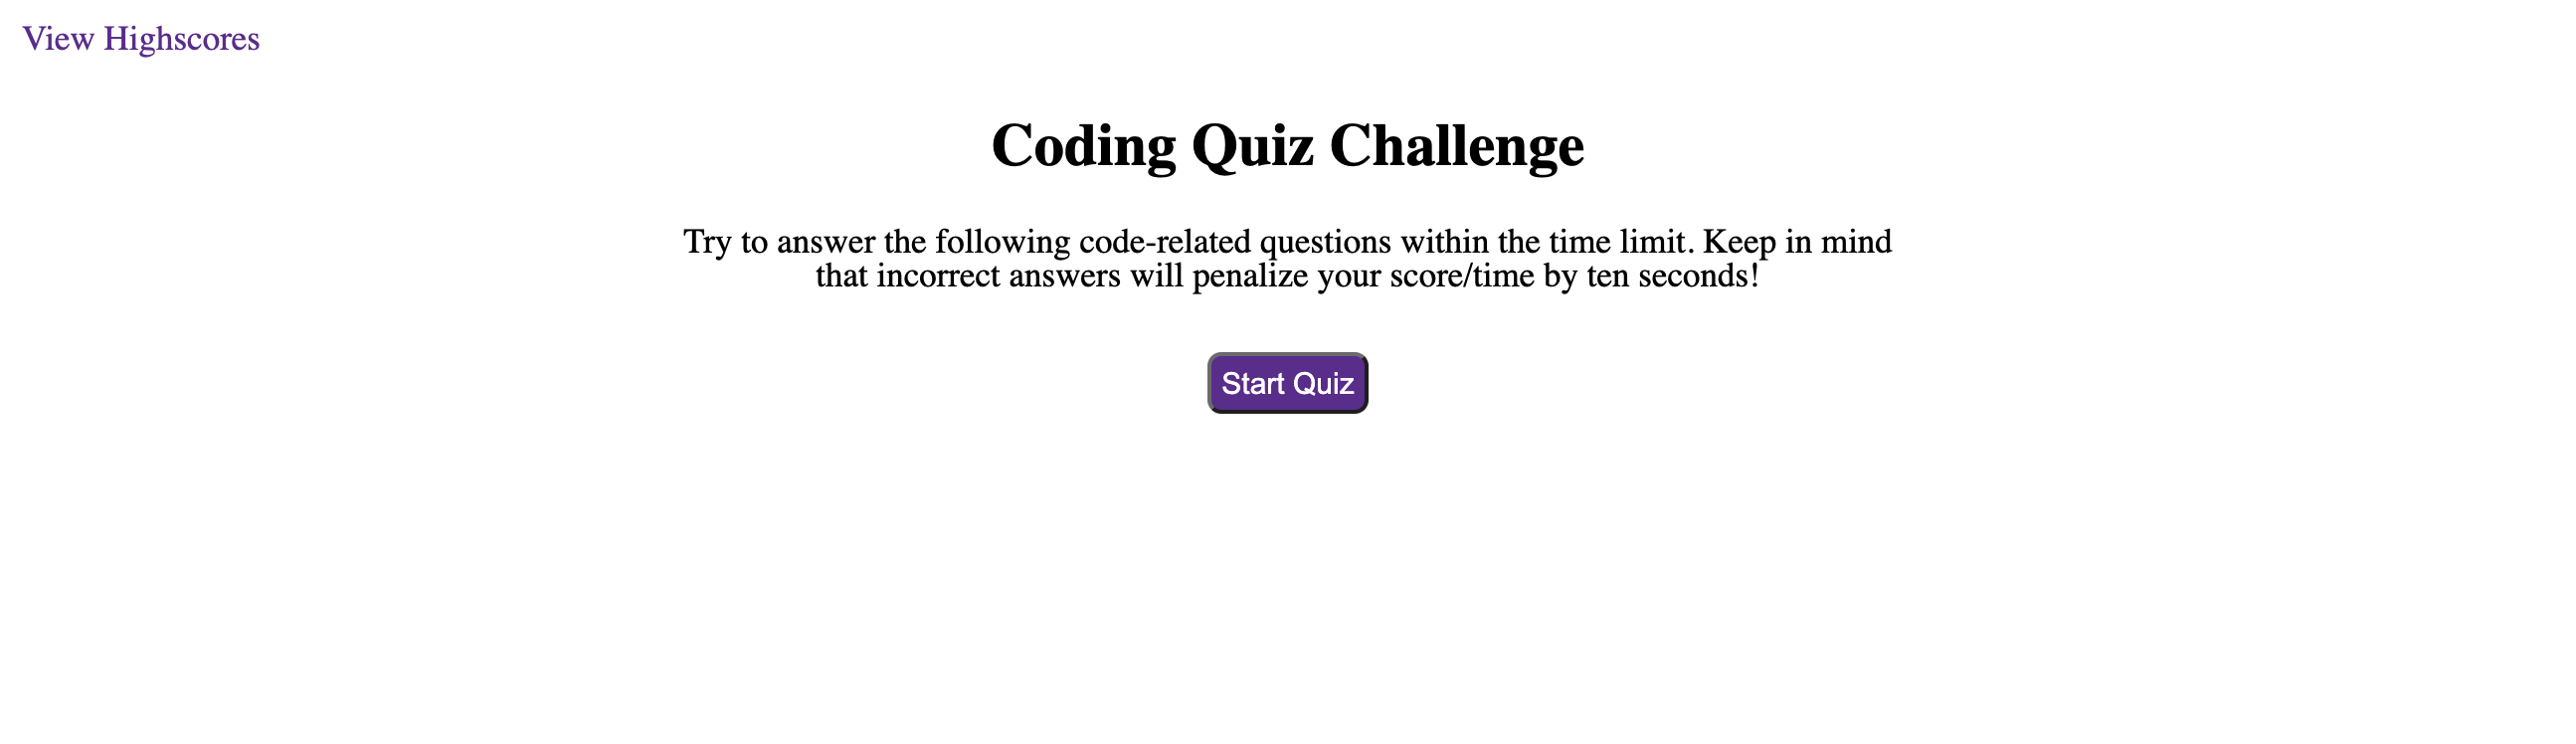 View Highscores
Coding Quiz Challenge
Try to answer the following code-related questions within the time limit. Keep in mind
that incorrect answers will penalize your score/time by ten seconds!
Start Quiz